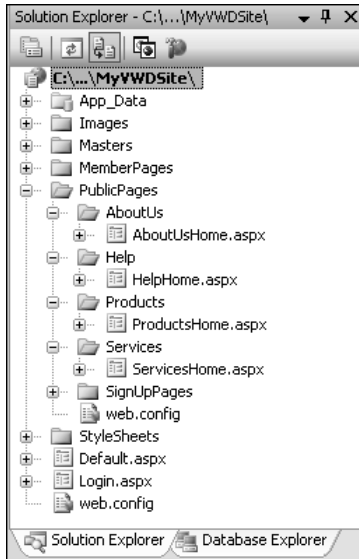 Solution Explorer - C:\...\MyVWDSite\
C:\...\MyVWDSite\
App_Data
Images
Masters
MemberPages
PublicPages
AboutUs
AboutUsHome.aspx
Help
HelpHome.aspx
Products
ProductsHome.aspx
Services
ServicesHome.aspx
SignUpPages
web.config
StyleSheets
Default.aspx
Login.aspx
web.config
Solution Explorer Database Explorer